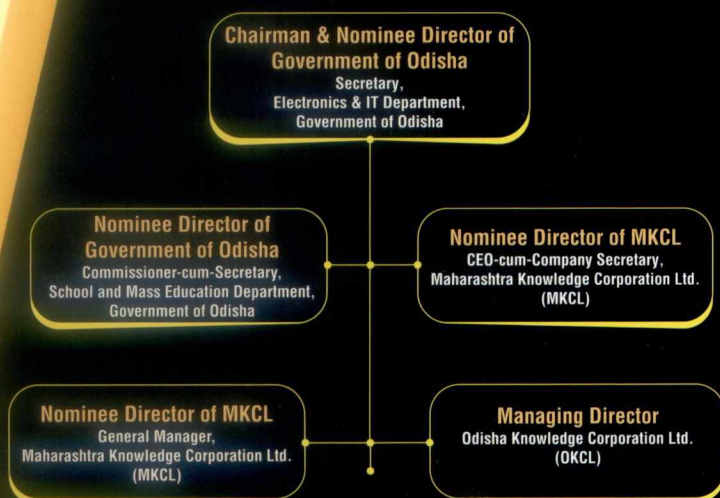 Chairman & Nominee Director of
Government of Odisha
Secretary,
Electronics & IT Department,
Government of Odisha
Nominee Director of
Government of Odisha
Commissioner-cum-Secretary,
School and Mass Education Department,
Government of Odisha
Nominee Director of MKCL
CEO-cum-Company Secretary,
Maharashtra Knowledge Corporation Ltd.
(MKCL)
Nominee Director of MKCL
General Manager,
Maharashtra Knowledge Corporation Ltd.
(MKCL)
Managing Director
Odisha Knowledge Corporation Ltd.
(OKCL)